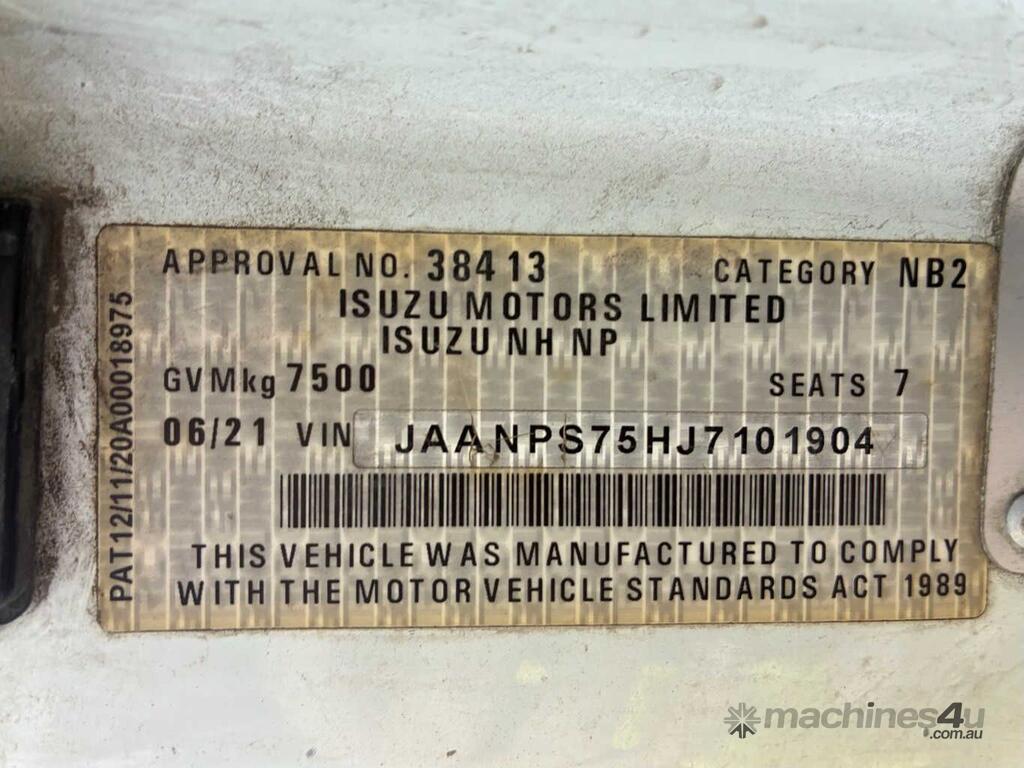 APPROVAL NO. 38413 CATEGORY NB2
ISUZU MOTORS LIMITED
ISUZU NH NP
GVMkg 7500 SEATS 7
06/21 VIN JAANPS75HJ7101904
THIS VEHICLE WAS MANUFACTURED TO COMPLY
WITH THE MOTOR VEHICLE STANDARDS ACT 1989
PAT12/11/20A00018975
machines4u
.com.au